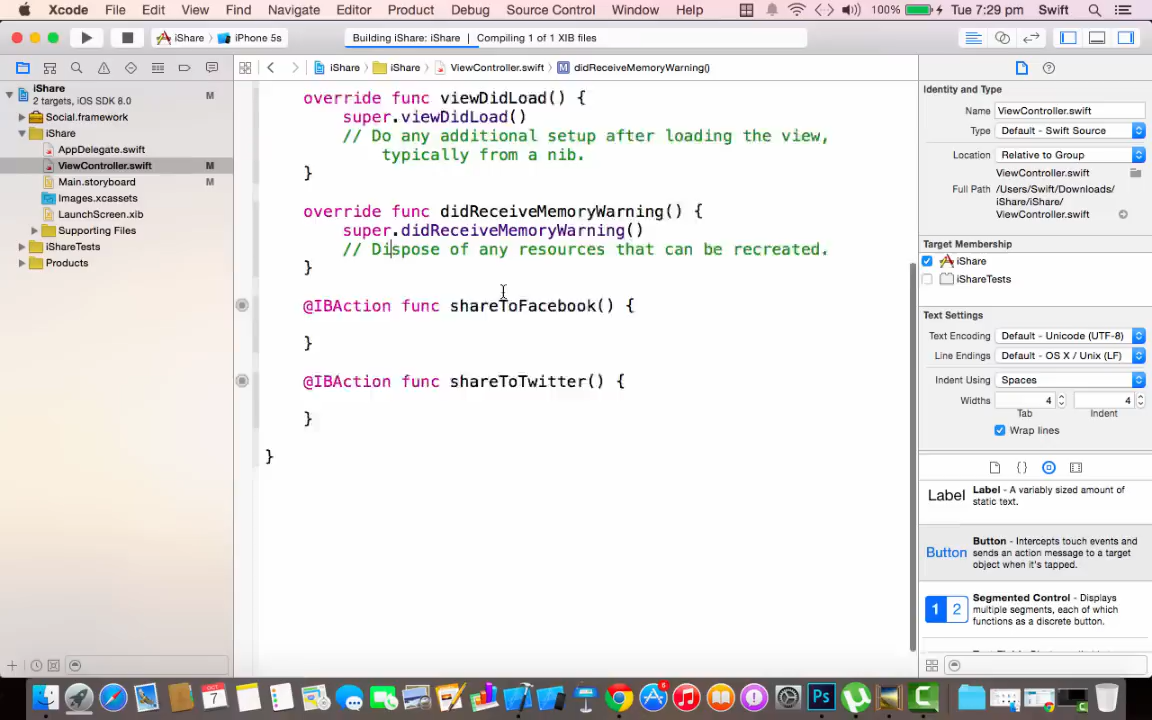 Xcode File Edit View Find Navigate Editor Product Debug Source Control Window Help 100% Tue 7:29 pm Swift
iShare iPhone 5s Building iShare: iShare Compiling 1 of 1 XIB files
iShare iShare ViewController.swift M didReceiveMemoryWarning()
iShare M
2 targets, iOS SDK 8.0
Social.framework
iShare
AppDelegate.swift
ViewController.swift M
Main.storyboard M
Images.xcassets
LaunchScreen.xib
Supporting Files
iShareTests
Products
override func viewDidLoad() {
super.viewDidLoad()
// Do any additional setup after loading the view,
typically from a nib.
}
override func didReceiveMemoryWarning() {
super.didReceiveMemoryWarning()
// Dispose of any resources that can be recreated.
}
@IBAction func shareToFacebook() {
}
@IBAction func shareToTwitter() {
}
}
Identity and Type
Name ViewController.swift
Type Default - Swift Source
Location Relative to Group
ViewController.swift
Full Path /Users/Swift/Downloads/
iShare/iShare/
ViewController.swift
Target Membership
iShare
iShareTests
Text Settings
Text Encoding Default - Unicode (UTF-8)
Line Endings Default - OS X / Unix (LF)
Indent Using Spaces
Widths 4 4
Tab Indent
Wrap lines
{}
Label Label - A variably sized amount of
static text.
Button Button - Intercepts touch events and
sends an action message to a target
object when it's tapped.
1 2 Segmented Control - Displays
multiple segments, each of which
functions as a discrete button.
7
Ps